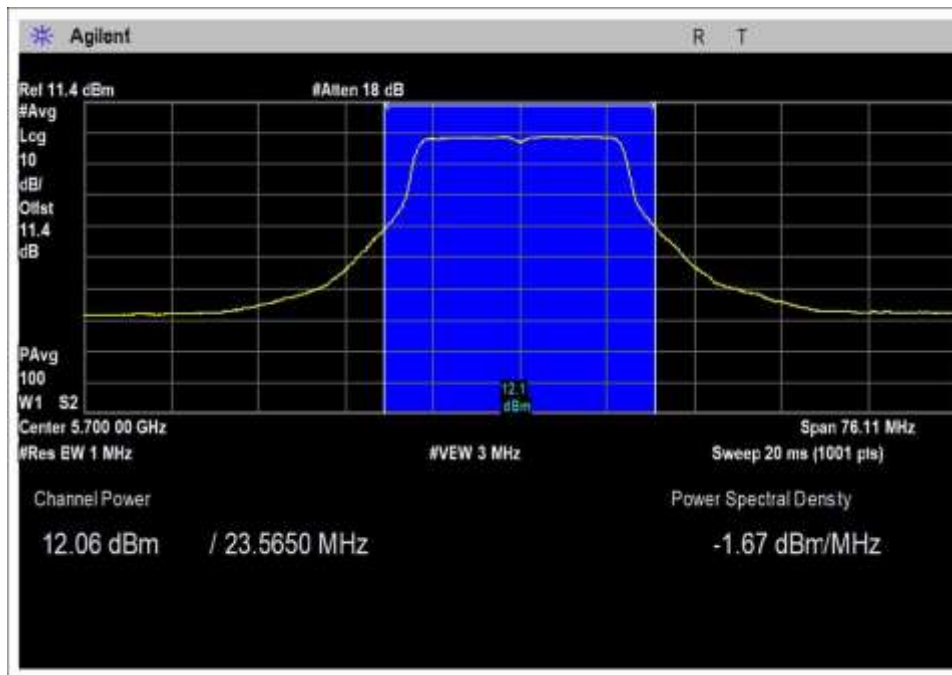 Agilent R T
Ref 11.4 dBm #Atten 18 dB
#Avg
Log
10
dB/
Offst
11.4
dB
PAvg
100
W1 S2
12.1
dBm
Center 5.700 00 GHz Span 76.11 MHz
#Res BW 1 MHz #VBW 3 MHz Sweep 20 ms (1001 pts)
Channel Power Power Spectral Density
12.06 dBm / 23.5650 MHz -1.67 dBm/MHz